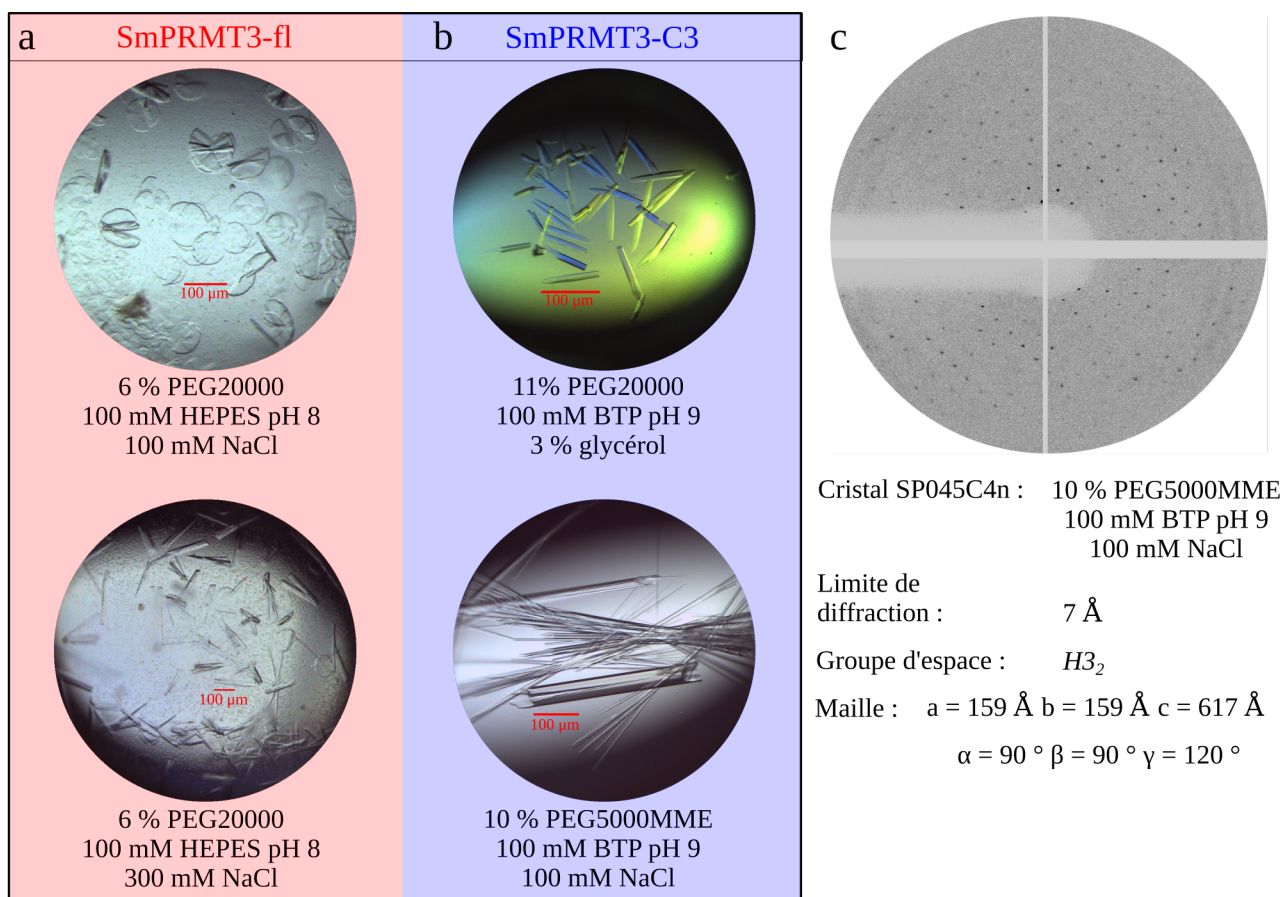 a
SmPRMT3-fl
100 µm
6 % PEG20000
100 mM HEPES pH 8
100 mM NaCl
100 µm
6 % PEG20000
100 mM HEPES pH 8
300 mM NaCl
b
SmPRMT3-C3
100 µm
11% PEG20000
100 mM BTP pH 9
3 % glycérol
100 µm
10 % PEG5000MME
100 mM BTP pH 9
100 mM NaCl
c
Cristal SP045C4n : 10 % PEG5000MME
100 mM BTP pH 9
100 mM NaCl
Limite de
diffraction : 7 Å
Groupe d'espace : H3₂
Maille : a = 159 Å b = 159 Å c = 617 Å
α = 90 ° β = 90 ° γ = 120 °